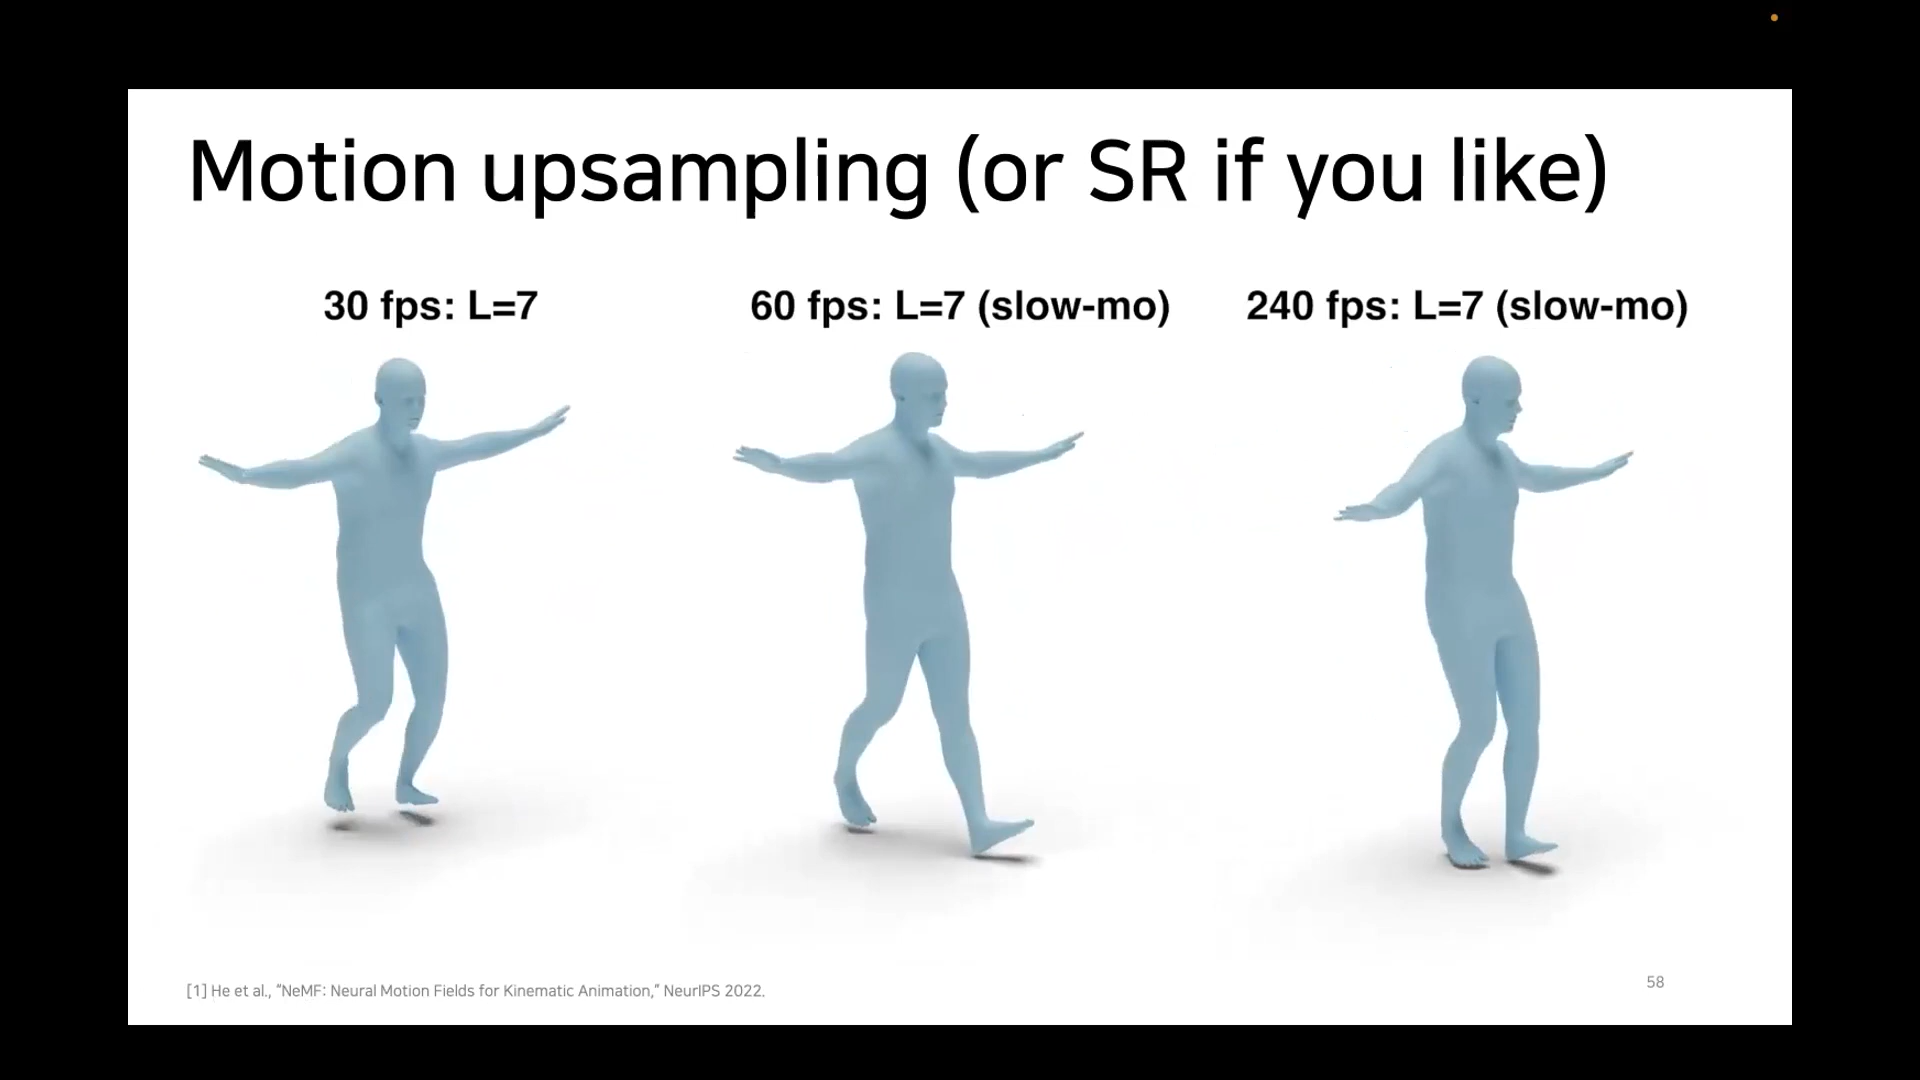 Motion upsampling (or SR if you like)
30 fps: L=7
60 fps: L=7 (slow-mo)
240 fps: L=7 (slow-mo)
[1] He et al., “NeMF: Neural Motion Fields for Kinematic Animation,” NeurIPS 2022.
58